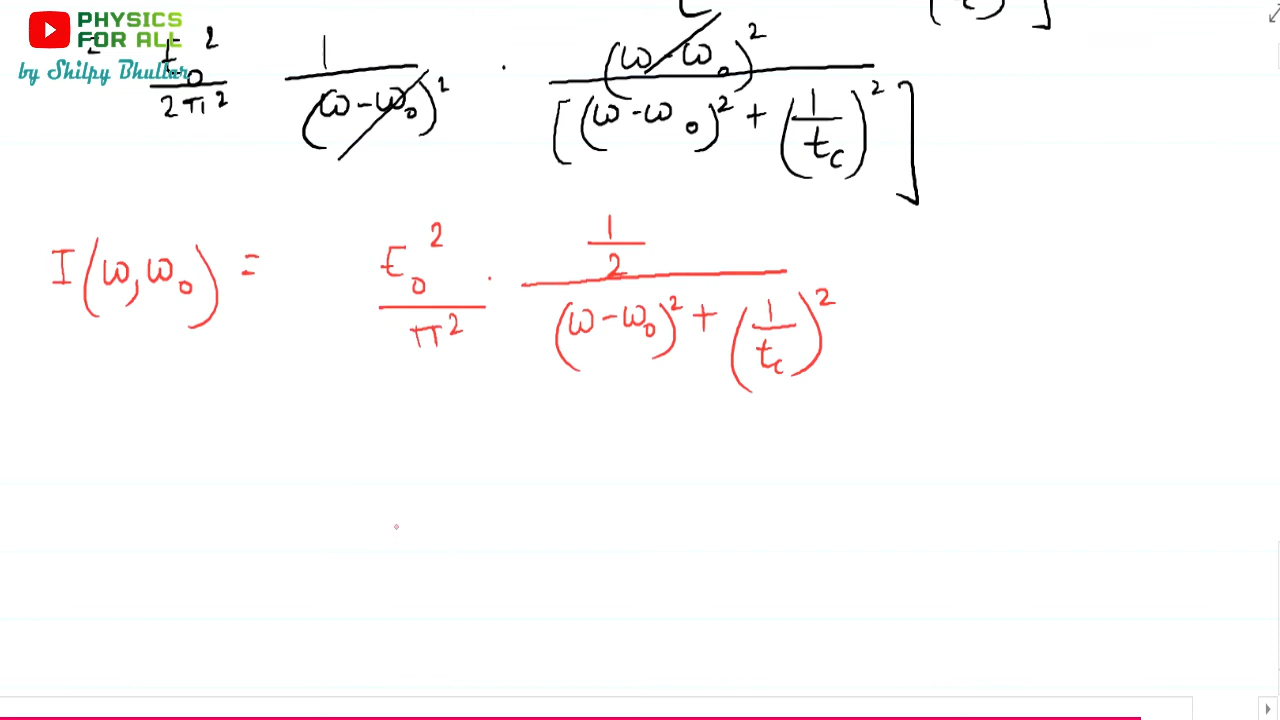 PHYSICS
FOR ALL
by Shilpy Bhullar
E₀² / 2π² · 1 / (ω-ω₀)² · (ω-ω₀)² / [(ω-ω₀)² + (1/t_c)²]
I(ω,ω₀) = E₀² / π² · 1/2 / (ω-ω₀)² + (1/t_c)²